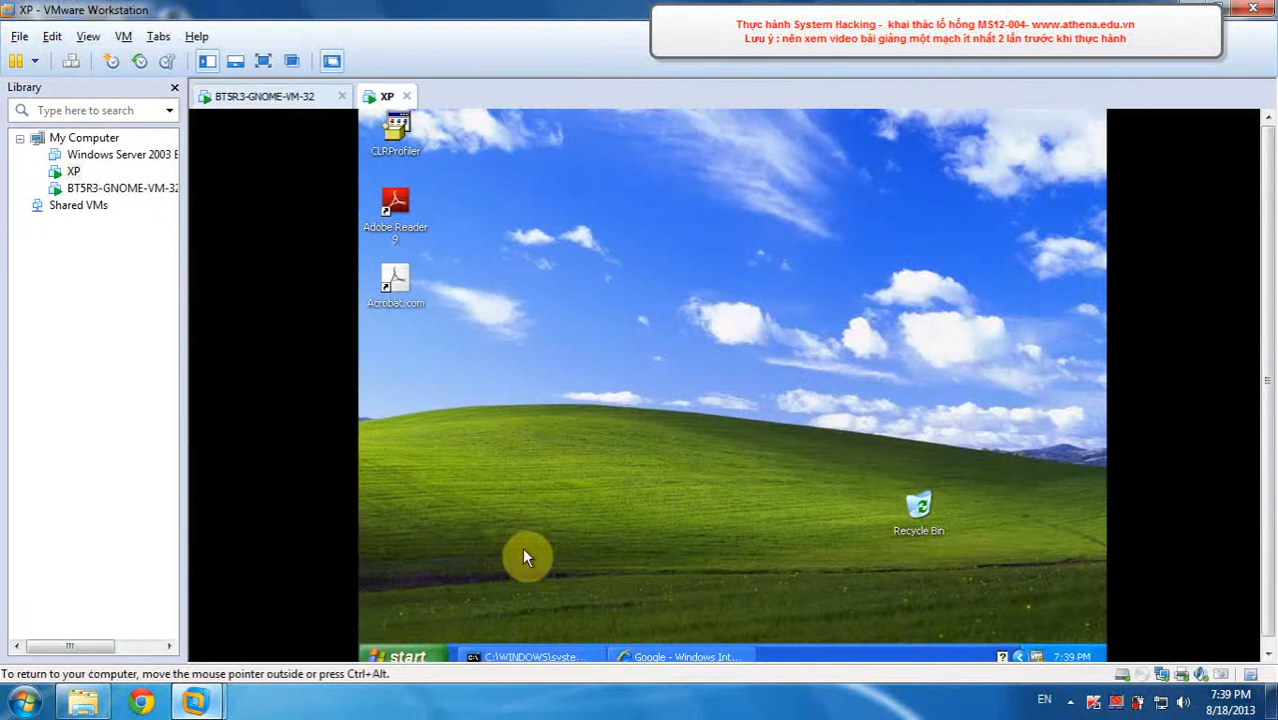 XP - VMware Workstation
Thực hành System Hacking - khai thác lổ hổng MS12-004- www.athena.edu.vn
Lưu ý : nên xem video bài giảng một mạch ít nhất 2 lần trước khi thực hành
File Edit View VM Tabs Help
Library
Type here to search
My Computer
Windows Server 2003 E
XP
BT5R3-GNOME-VM-32
Shared VMs
BT5R3-GNOME-VM-32
XP
CLRProfiler
Adobe Reader
9
Acrobat.com
Recycle Bin
start
C:\WINDOWS\syste...
Google - Windows Int...
7:39 PM
To return to your computer, move the mouse pointer outside or press Ctrl+Alt.
EN
7:39 PM
8/18/2013